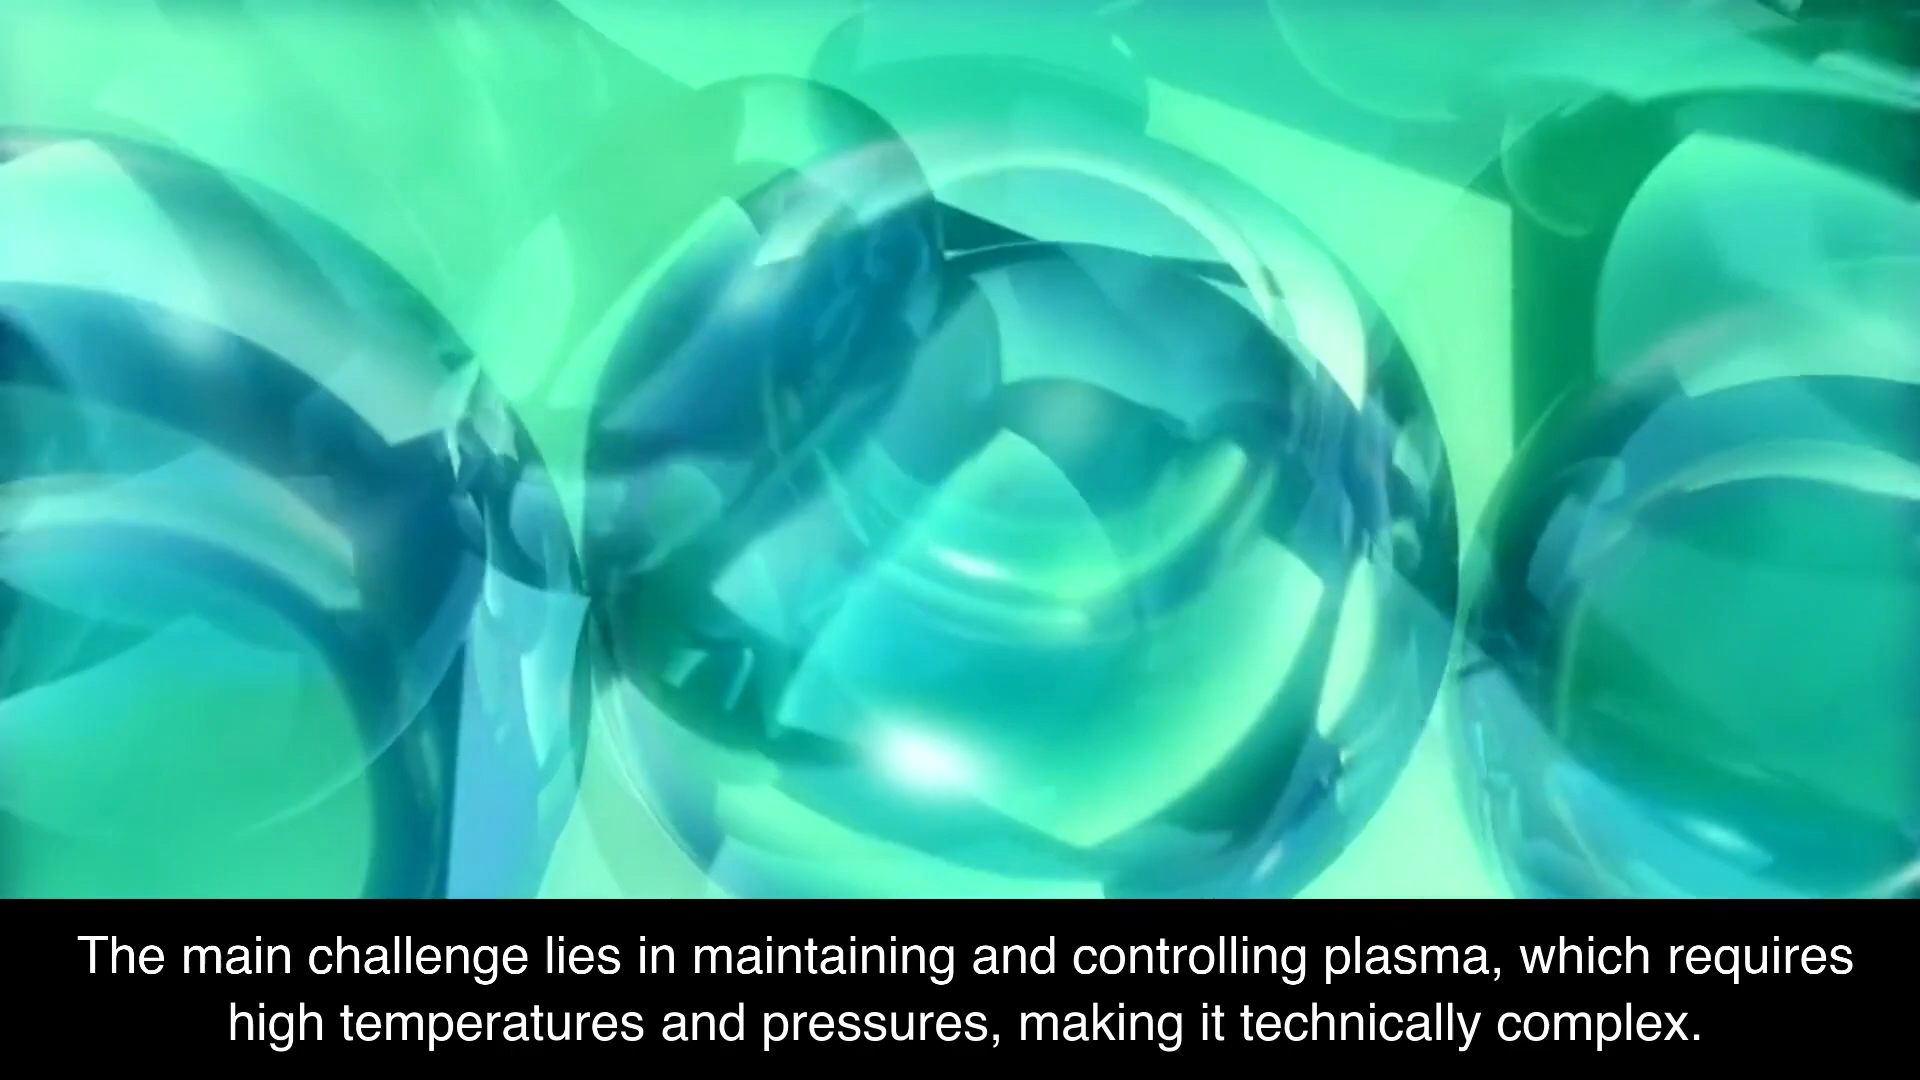 The main challenge lies in maintaining and controlling plasma, which requires
high temperatures and pressures, making it technically complex.